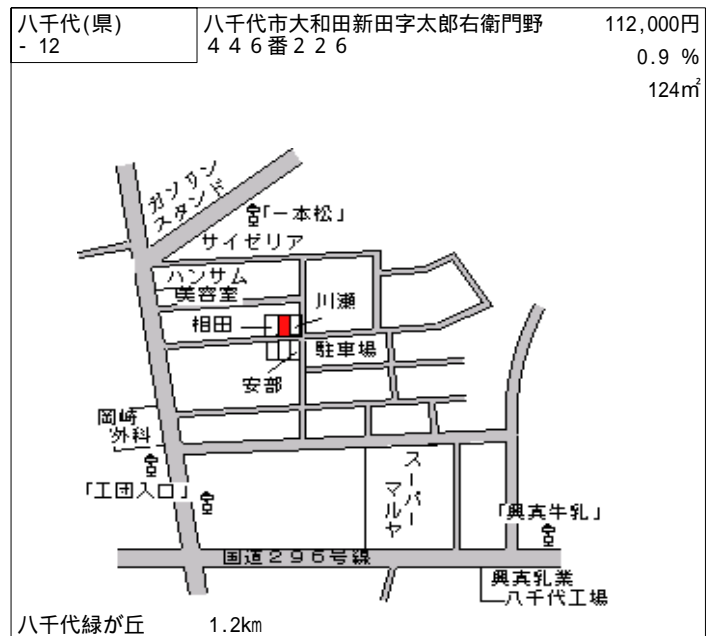 八千代(県)
- 12
八千代市大和田新田字太郎右衛門野
４４６番２２６
112,000円
0.9 %
124㎡
ガソリン
スタンド
「一本松」
サイゼリア
ハンサム
美容室
川瀬
相田
駐車場
安部
岡崎
外科
「工団入口」
スーパー
マルヤ
「興真牛乳」
国道２９６号線
興真乳業
八千代工場
八千代緑が丘 1.2km